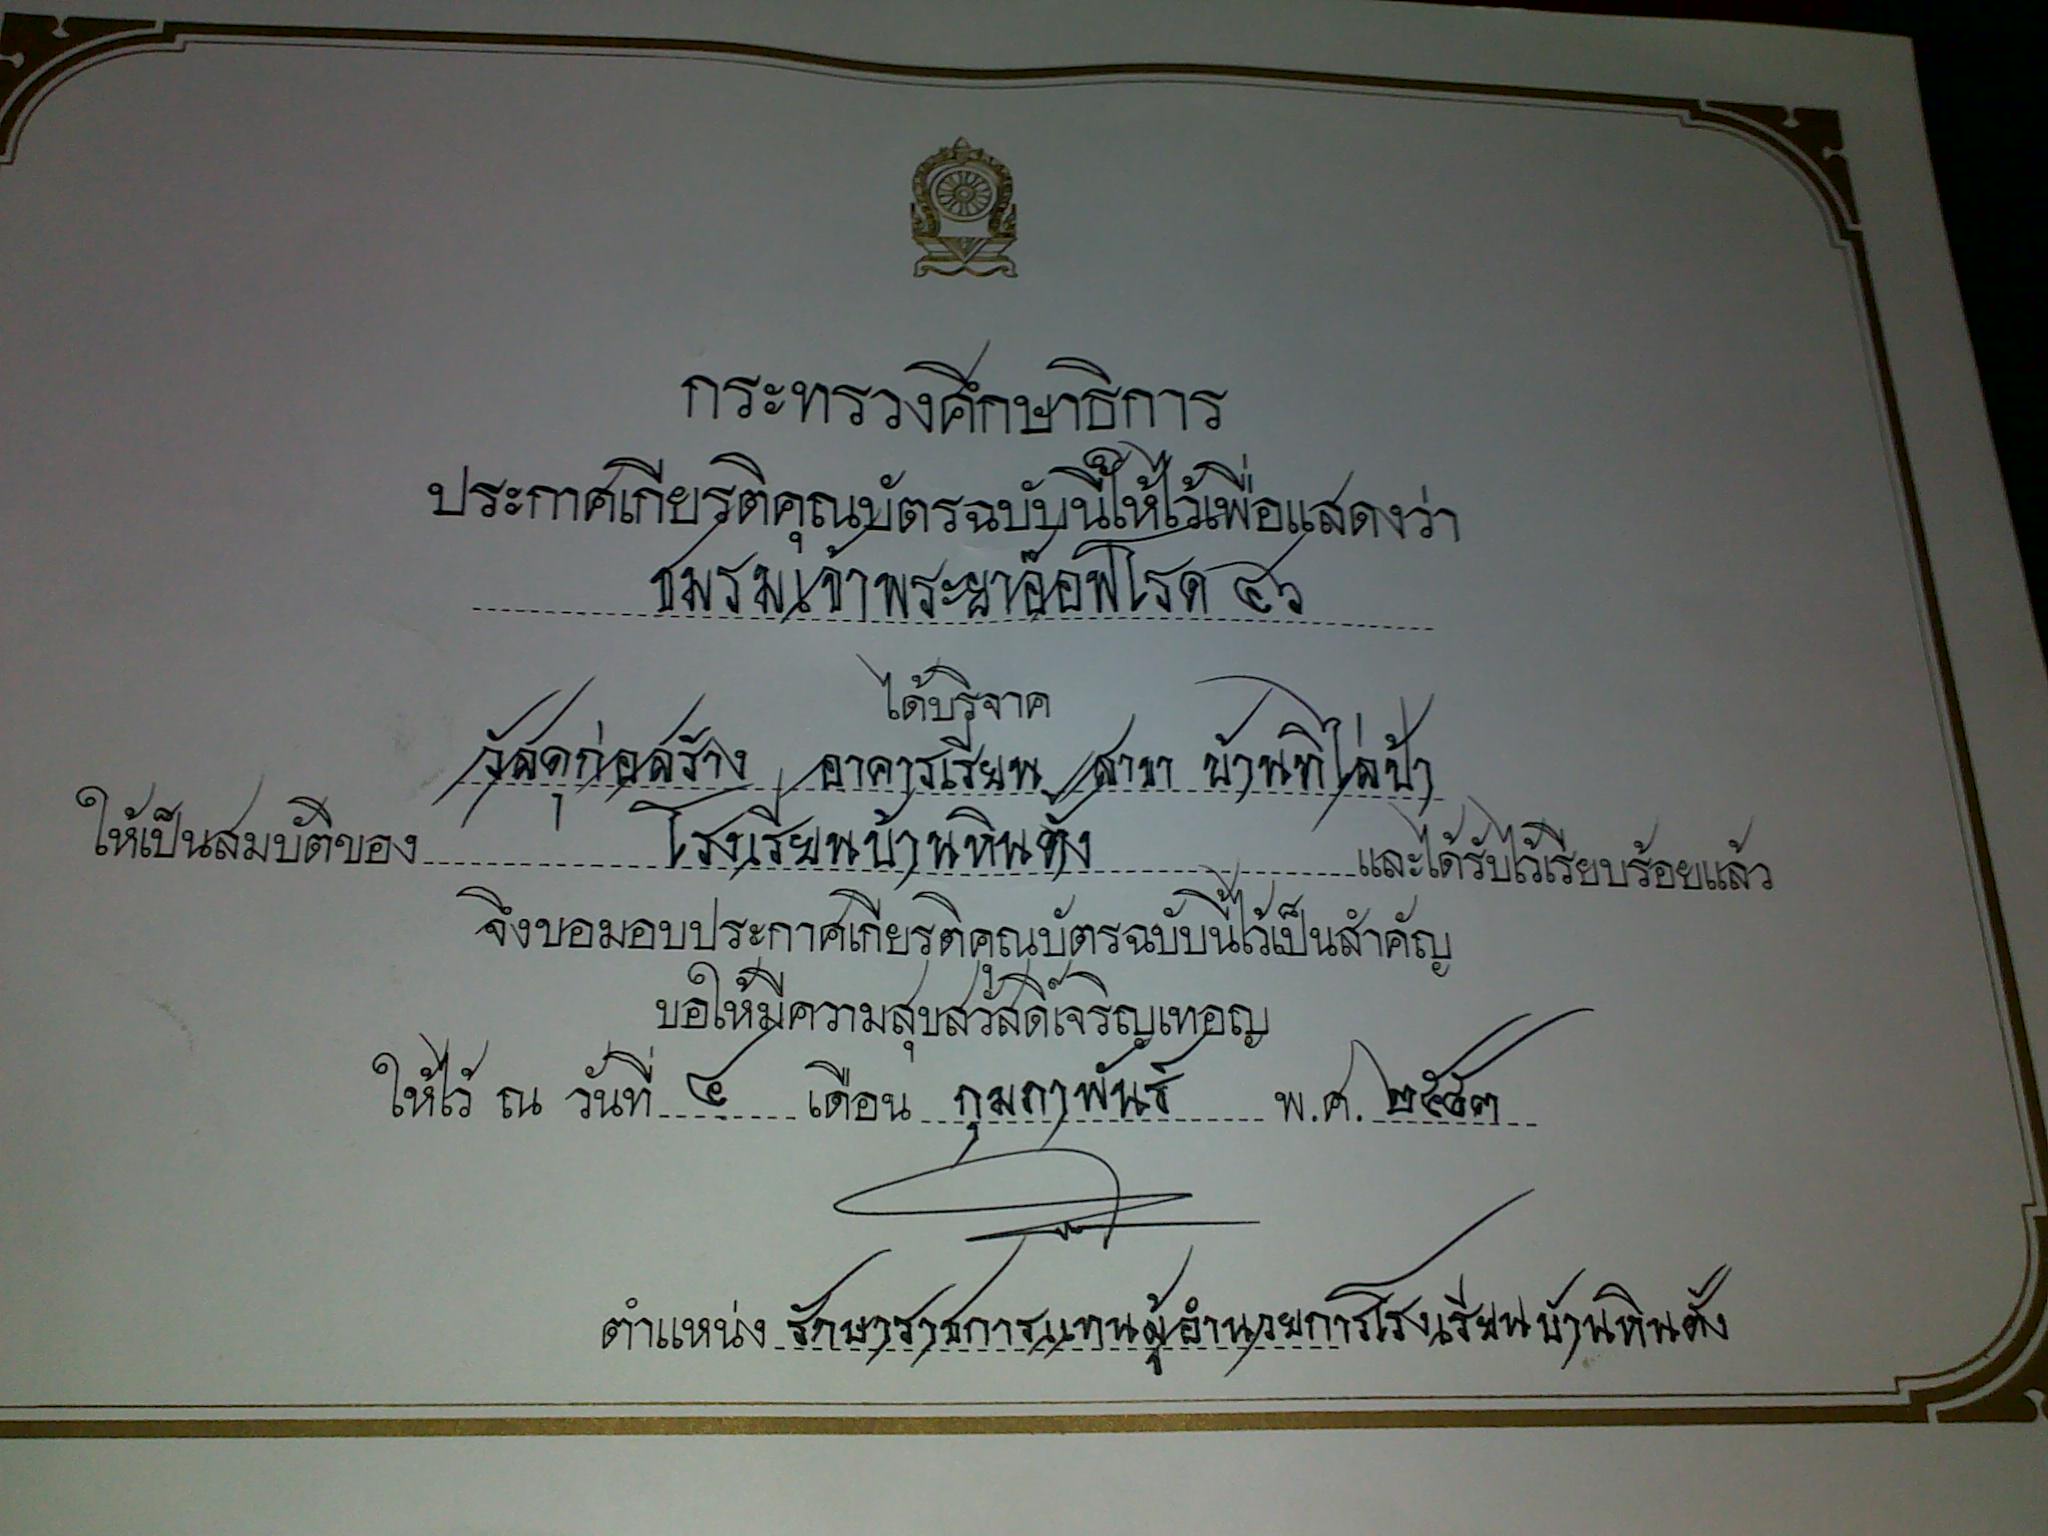 กระทรวงศึกษาธิการ
ประกาศเกียรติคุณบัตรฉบับนี้ให้ไว้เพื่อแสดงว่า
ชมรมเจ้าพระยาอ๊อฟโรด ๔๖
ได้บริจาค
วัสดุก่อสร้าง อาคารเรียน สาขา บ้านทิไล่ป้า
ให้เป็นสมบัติของ โรงเรียนบ้านหินตั้ง และได้รับไว้เรียบร้อยแล้ว
จึงขอมอบประกาศเกียรติคุณบัตรฉบับนี้ไว้เป็นสำคัญ
ขอให้มีความสุขสวัสดิ์เจริญเทอญ
ให้ไว้ ณ วันที่ ๔ เดือน กุมภาพันธ์ พ.ศ. ๒๕๕๓
ตำแหน่ง รักษาราชการแทนผู้อำนวยการโรงเรียนบ้านหินตั้ง